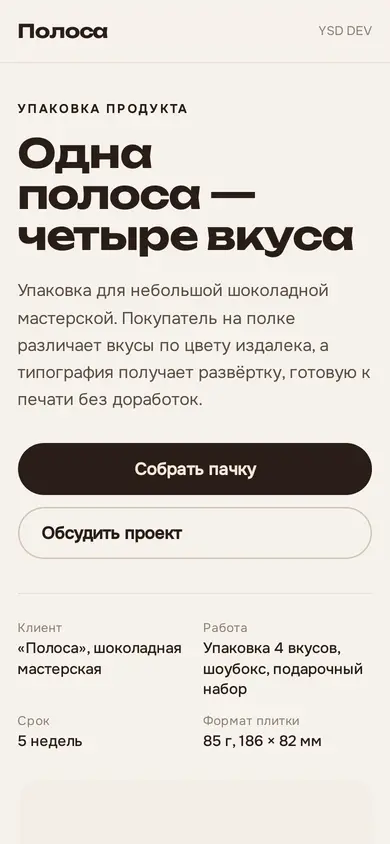 Полоса
YSD DEV
УПАКОВКА ПРОДУКТА
Одна
полоса —
четыре вкуса
Упаковка для небольшой шоколадной
мастерской. Покупатель на полке
различает вкусы по цвету издалека, а
типография получает развёртку, готовую к
печати без доработок.
Собрать пачку
Обсудить проект
Клиент
«Полоса», шоколадная
мастерская
Работа
Упаковка 4 вкусов,
шоубокс, подарочный
набор
Срок
5 недель
Формат плитки
85 г, 186 × 82 мм